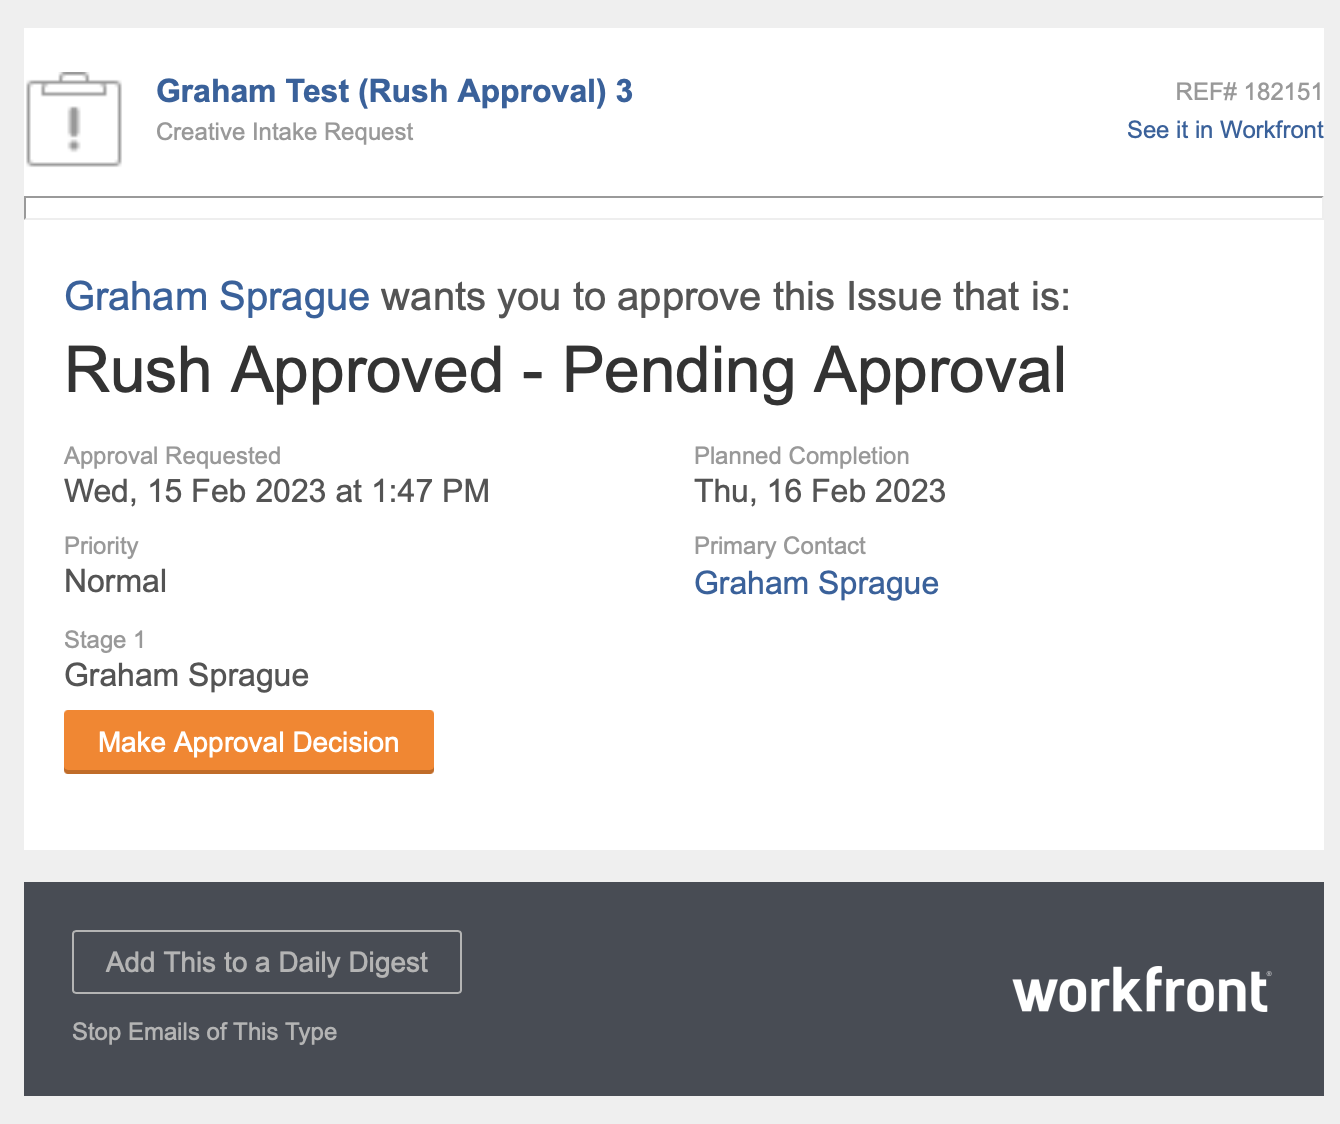 Graham Test (Rush Approval) 3
Creative Intake Request
REF# 182151
See it in Workfront
Graham Sprague wants you to approve this Issue that is:
Rush Approved - Pending Approval
Approval Requested
Wed, 15 Feb 2023 at 1:47 PM
Planned Completion
Thu, 16 Feb 2023
Priority
Normal
Primary Contact
Graham Sprague
Stage 1
Graham Sprague
Make Approval Decision
Add This to a Daily Digest
Stop Emails of This Type
workfront®